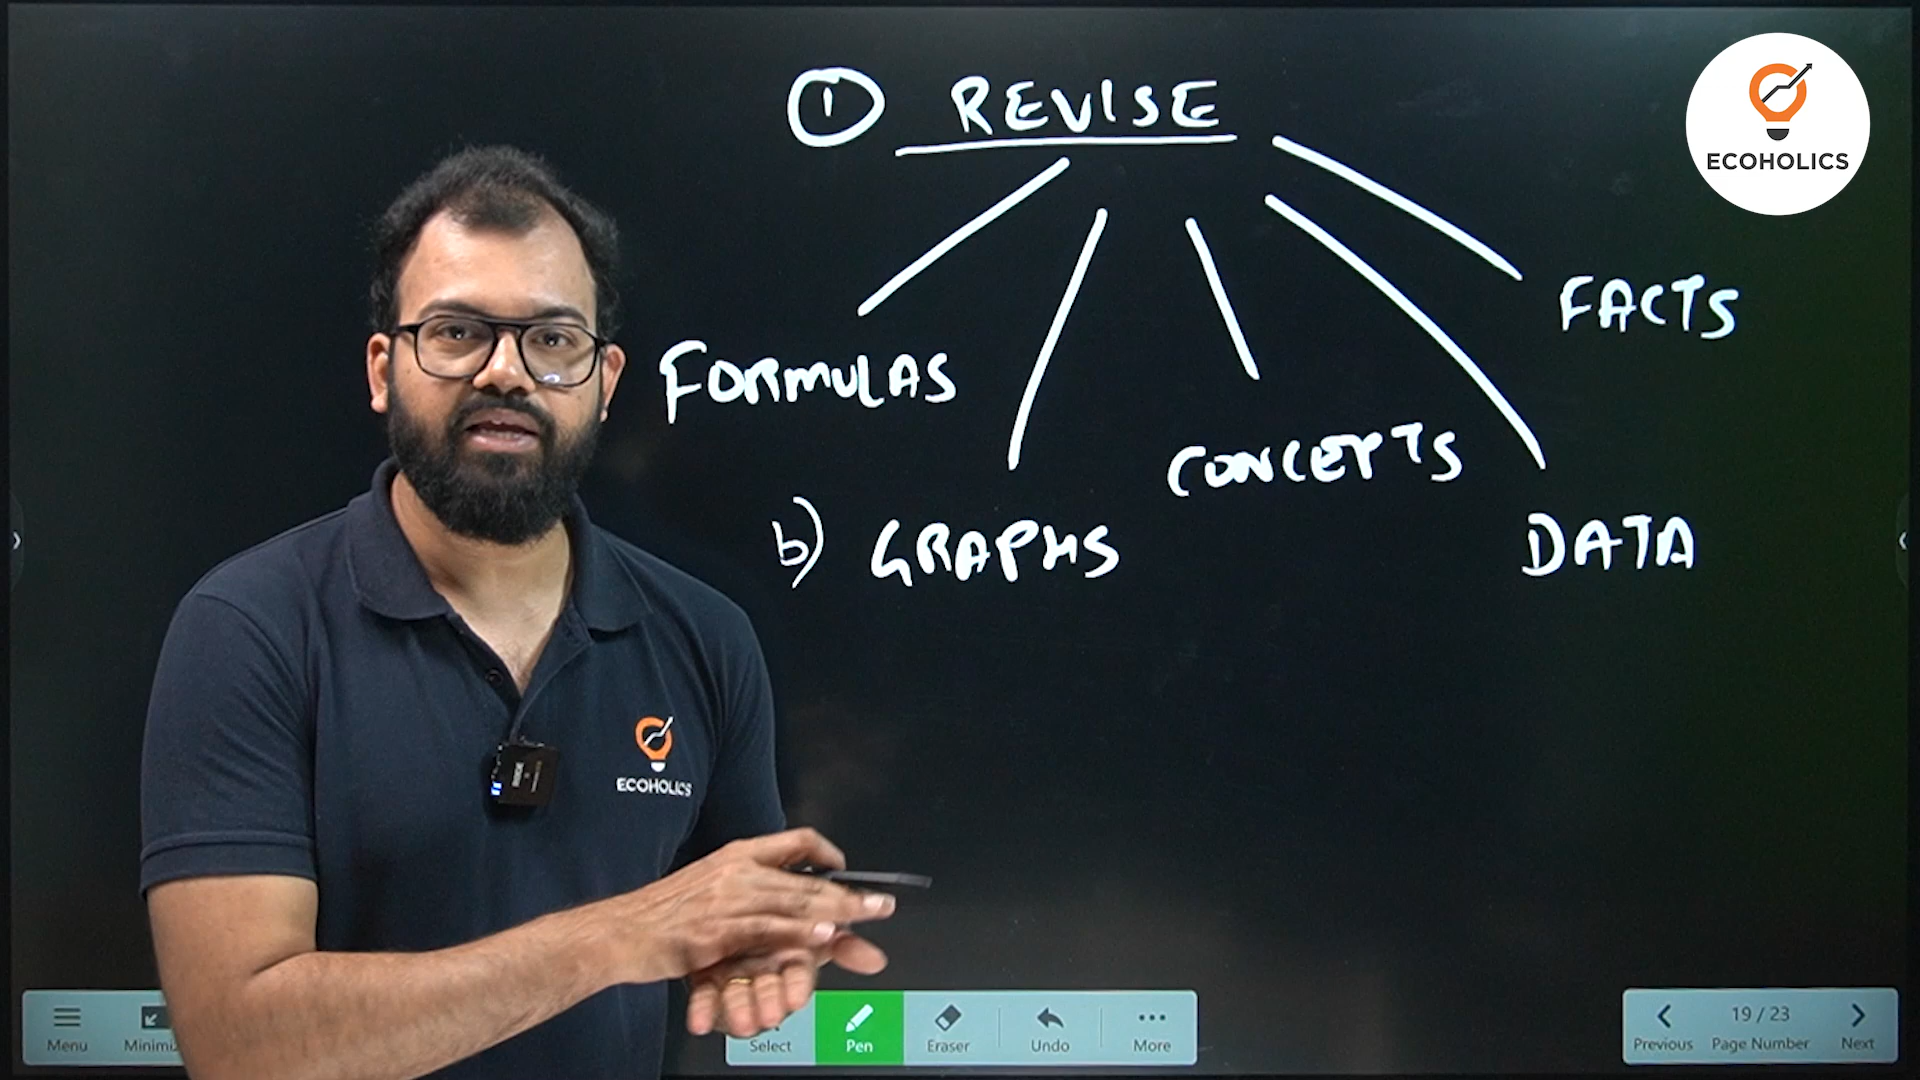 ① REVISE
ECOHOLICS
FACTS
FORMULAS
CONCEPTS
b) GRAPHS
DATA
ECOHOLICS
Menu
Select
Pen
Eraser
Undo
More
19 / 23
Previous
Page Number
Next